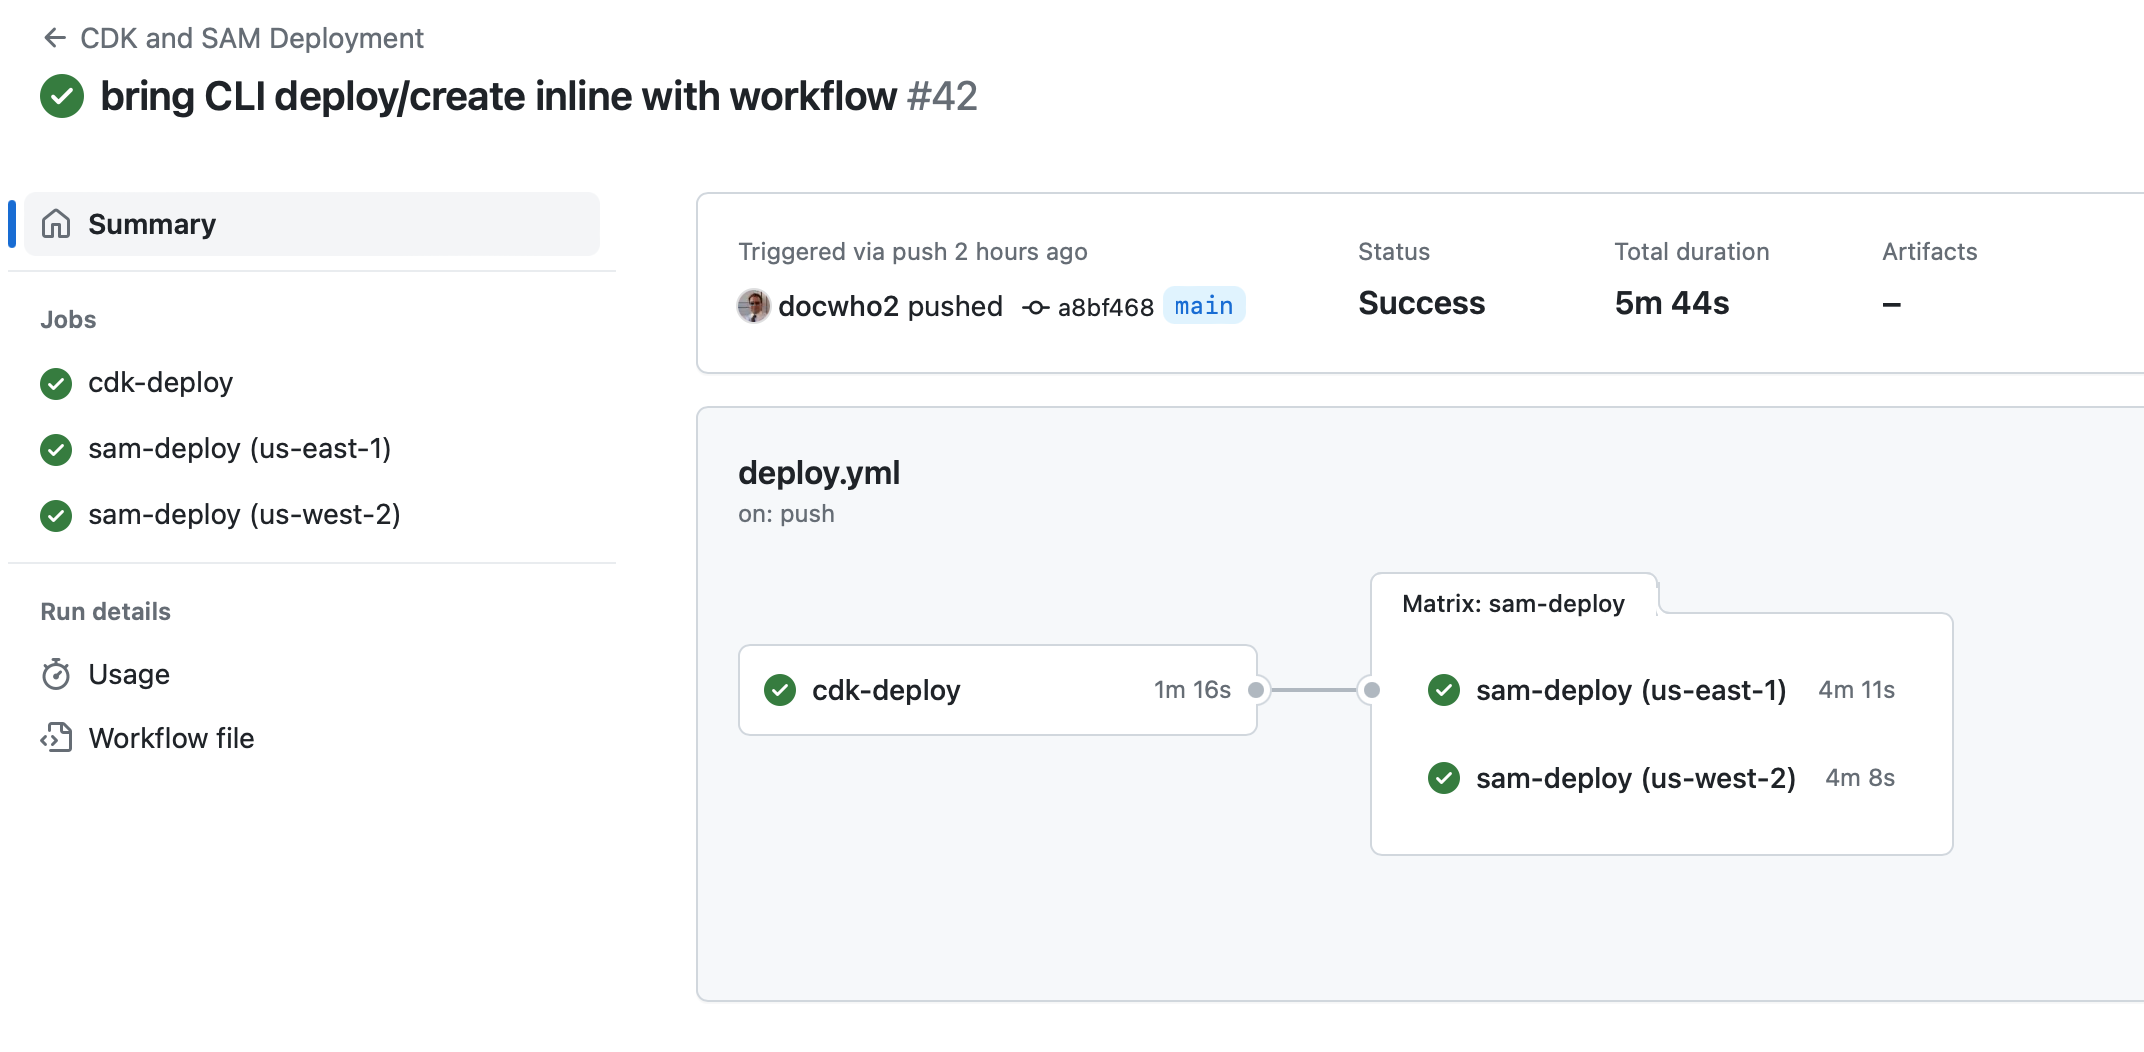 CDK and SAM Deployment
bring CLI deploy/create inline with workflow #42
Summary
Jobs
cdk-deploy
sam-deploy (us-east-1)
sam-deploy (us-west-2)
Run details
Usage
Workflow file
Triggered via push 2 hours ago
docwho2 pushed a8bf468 main
Status
Success
Total duration
5m 44s
Artifacts
–
deploy.yml
on: push
cdk-deploy 1m 16s
Matrix: sam-deploy
sam-deploy (us-east-1) 4m 11s
sam-deploy (us-west-2) 4m 8s